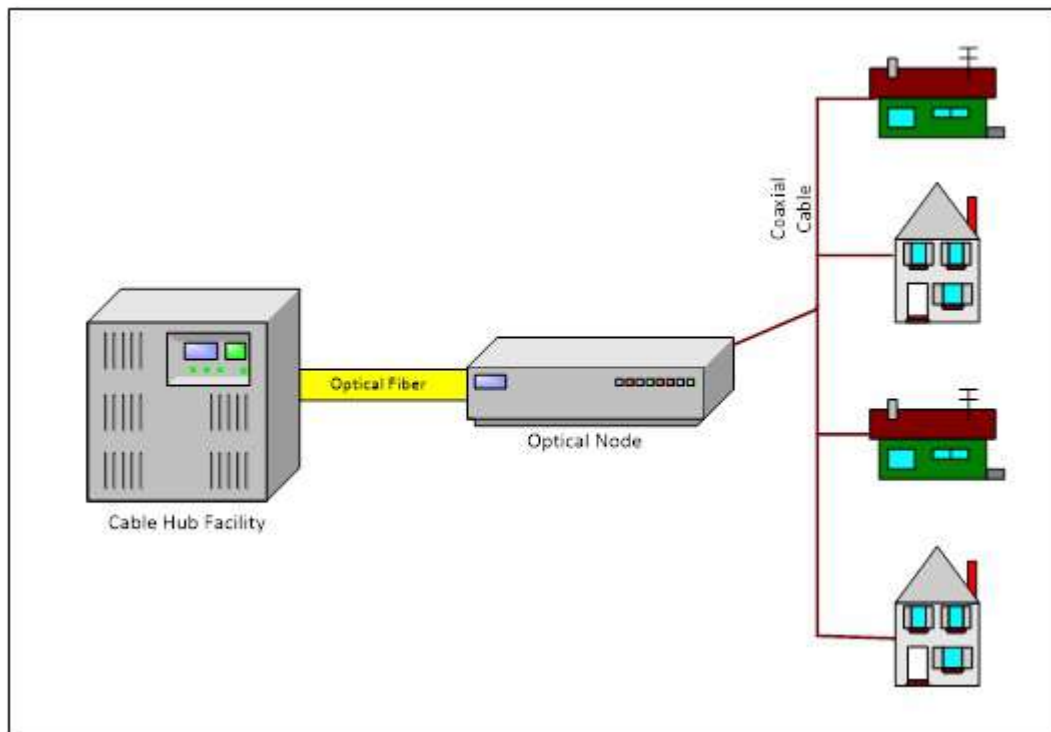 Coaxial
Cable
Optical Fiber
Optical Node
Cable Hub Facility